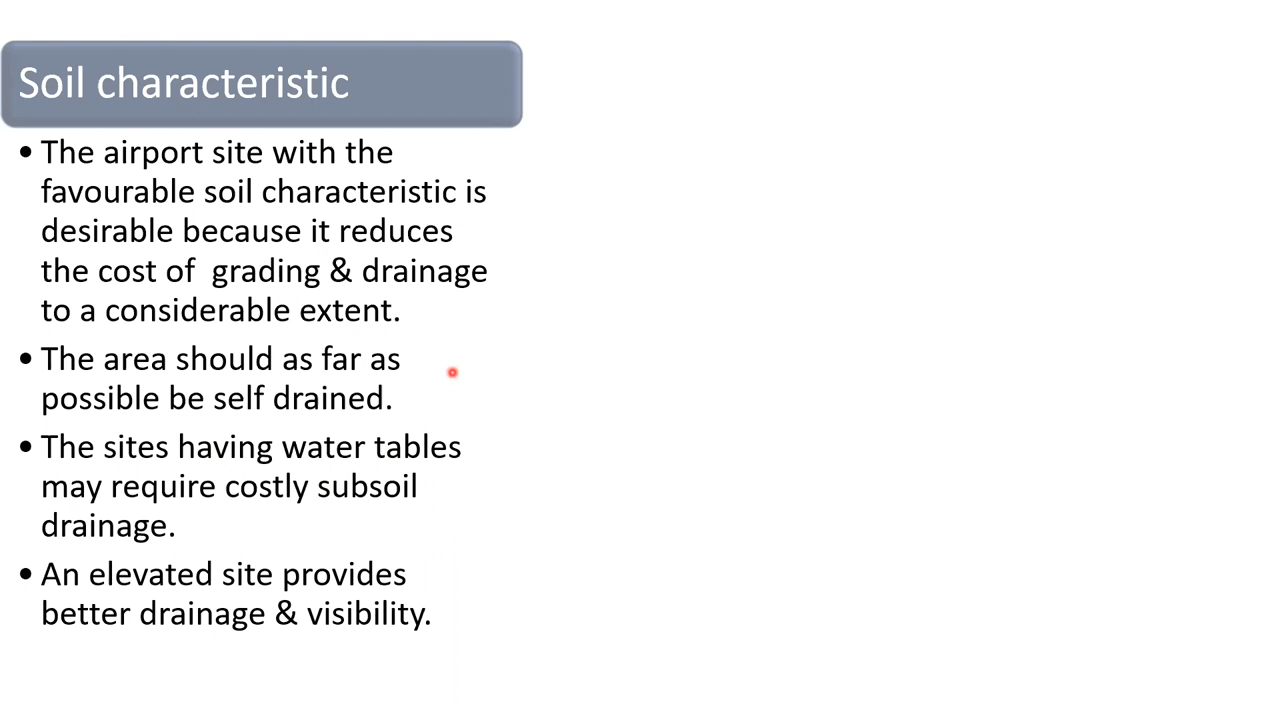 Soil characteristic
• The airport site with the
favourable soil characteristic is
desirable because it reduces
the cost of  grading & drainage
to a considerable extent.
• The area should as far as
possible be self drained.
• The sites having water tables
may require costly subsoil
drainage.
• An elevated site provides
better drainage & visibility.